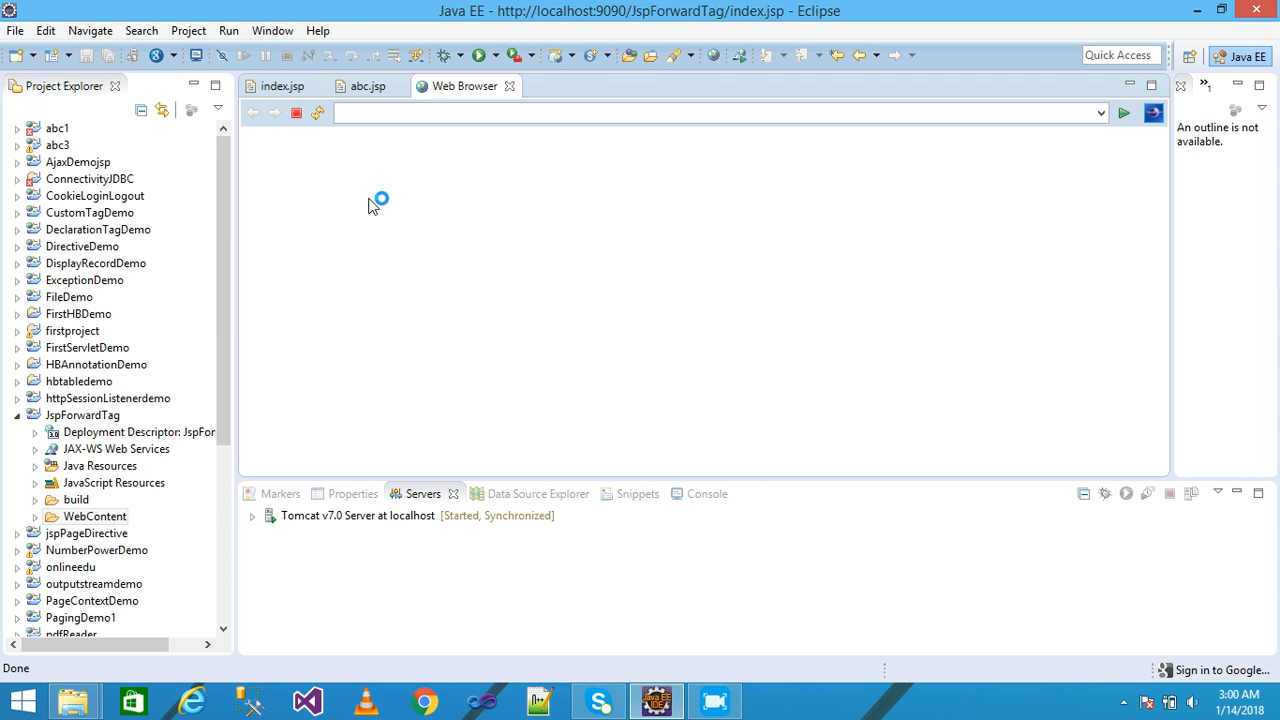 Java EE - http://localhost:9090/JspForwardTag/index.jsp - Eclipse
File Edit Navigate Search Project Run Window Help
Quick Access
Java EE
Project Explorer
index.jsp
abc.jsp
Web Browser
1
An outline is not
available.
abc1
abc3
AjaxDemojsp
ConnectivityJDBC
CookieLoginLogout
CustomTagDemo
DeclarationTagDemo
DirectiveDemo
DisplayRecordDemo
ExceptionDemo
FileDemo
FirstHBDemo
firstproject
FirstServletDemo
HBAnnotationDemo
hbtabledemo
httpSessionListenerdemo
JspForwardTag
Deployment Descriptor: JspFor
JAX-WS Web Services
Java Resources
JavaScript Resources
build
WebContent
jspPageDirective
NumberPowerDemo
onlineedu
outputstreamdemo
PageContextDemo
PagingDemo1
pdfReader
Markers Properties Servers Data Source Explorer Snippets Console
Tomcat v7.0 Server at localhost [Started, Synchronized]
Done
Sign in to Google...
3:00 AM
1/14/2018